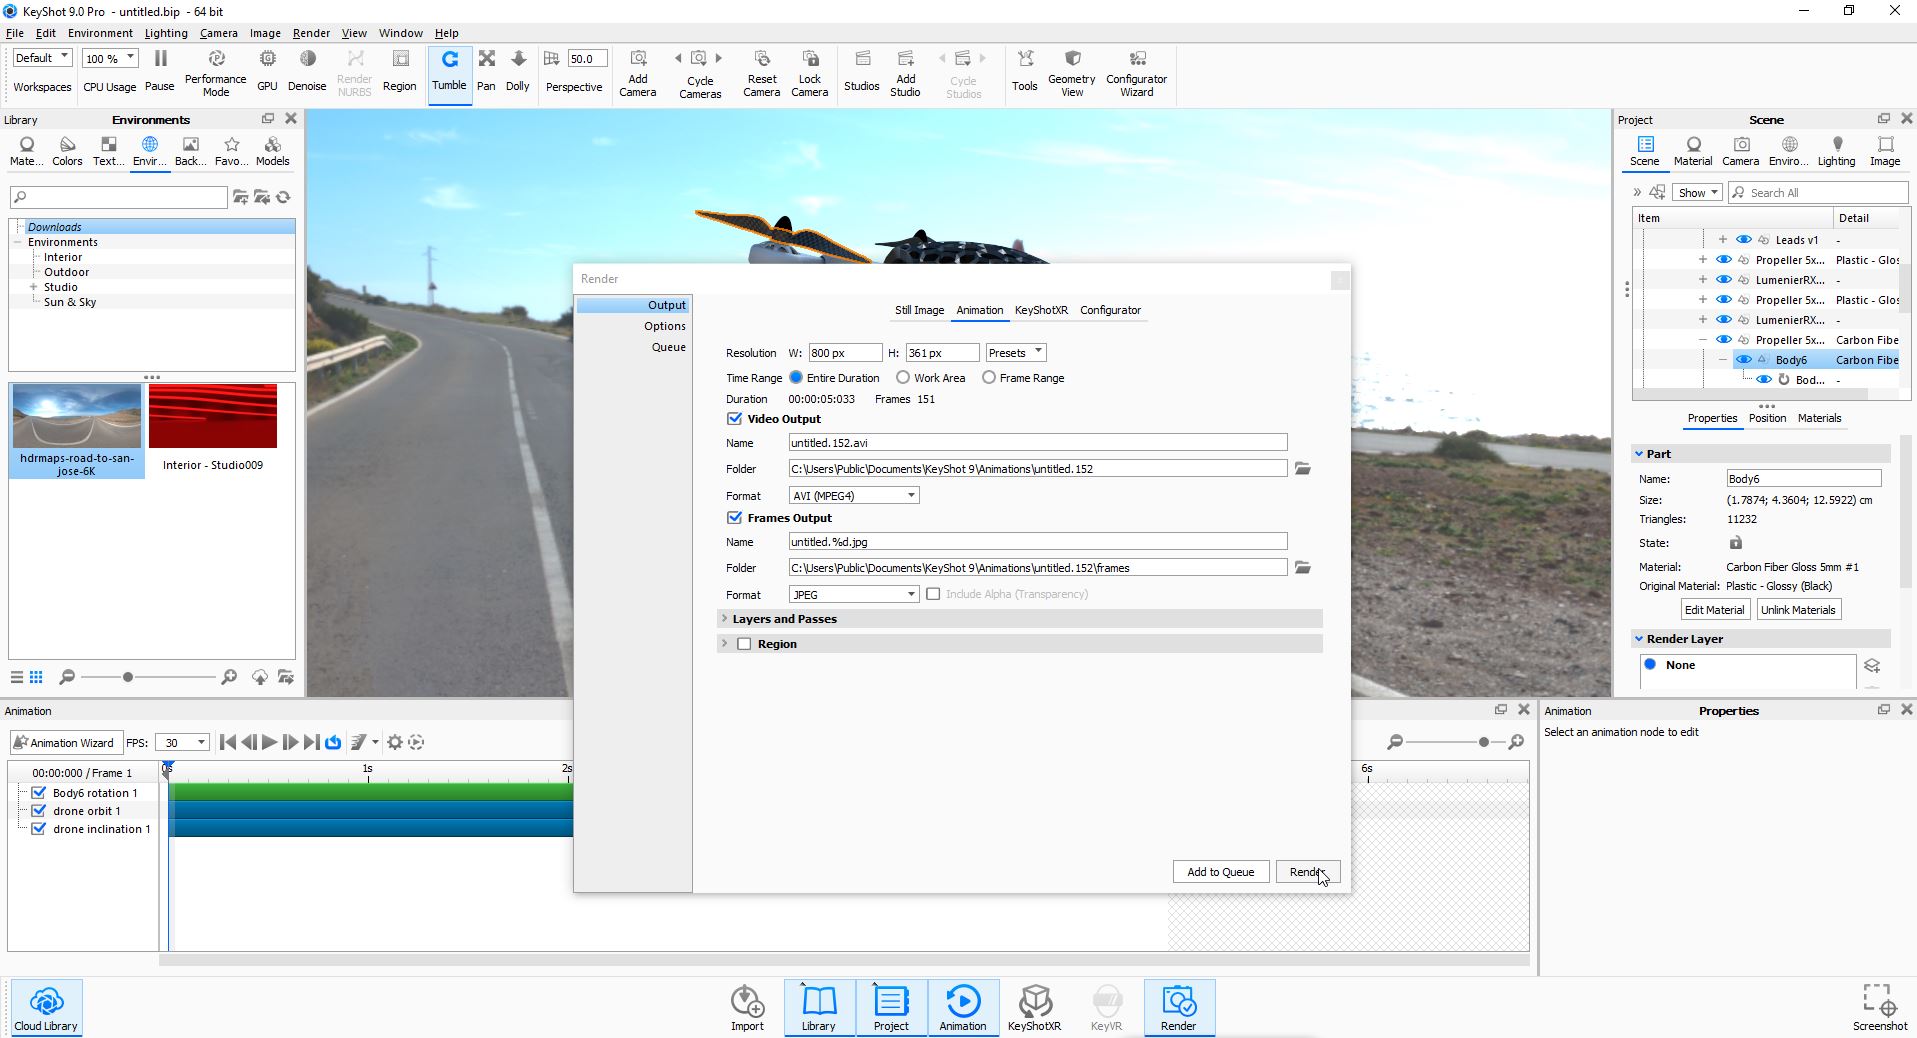 KeyShot 9.0 Pro - untitled.bip - 64 bit
File Edit Environment Lighting Camera Image Render View Window Help
Default 100 % 50.0
Workspaces CPU Usage Pause Performance Mode GPU Denoise Render NURBS Region Tumble Pan Dolly Perspective Add Camera Cycle Cameras Reset Camera Lock Camera Studios Add Studio Cycle Studios Tools Geometry View Configurator Wizard
Library Environments
Mate... Colors Text... Envir... Back... Favo... Models
Downloads
Environments
Interior
Outdoor
Studio
Sun & Sky
hdrmaps-road-to-san-
jose-6K
Interior - Studio009
Render
Output
Options
Queue
Still Image Animation KeyShotXR Configurator
Resolution W: 800 px H: 361 px Presets
Time Range Entire Duration Work Area Frame Range
Duration 00:00:05:033 Frames 151
Video Output
Name untitled.152.avi
Folder C:\Users\Public\Documents\KeyShot 9\Animations\untitled.152
Format AVI (MPEG4)
Frames Output
Name untitled.%d.jpg
Folder C:\Users\Public\Documents\KeyShot 9\Animations\untitled.152\frames
Format JPEG Include Alpha (Transparency)
Layers and Passes
Region
Add to Queue Render
Project Scene
Scene Material Camera Enviro... Lighting Image
Show Search All
Item Detail
Leads v1 -
Propeller 5x... Plastic - Glos
LumenierRX... -
Propeller 5x... Plastic - Glos
LumenierRX... -
Propeller 5x... Carbon Fibe
Body6 Carbon Fibe
Bod... -
Properties Position Materials
Part
Name: Body6
Size: (1.7874; 4.3604; 12.5922) cm
Triangles: 11232
State:
Material: Carbon Fiber Gloss 5mm #1
Original Material: Plastic - Glossy (Black)
Edit Material Unlink Materials
Render Layer
None
Animation
Animation Wizard FPS: 30
00:00:000 / Frame 1 0s 1s 2s 6s
Body6 rotation 1
drone orbit 1
drone inclination 1
Animation Properties
Select an animation node to edit
Cloud Library Import Library Project Animation KeyShotXR KeyVR Render Screenshot